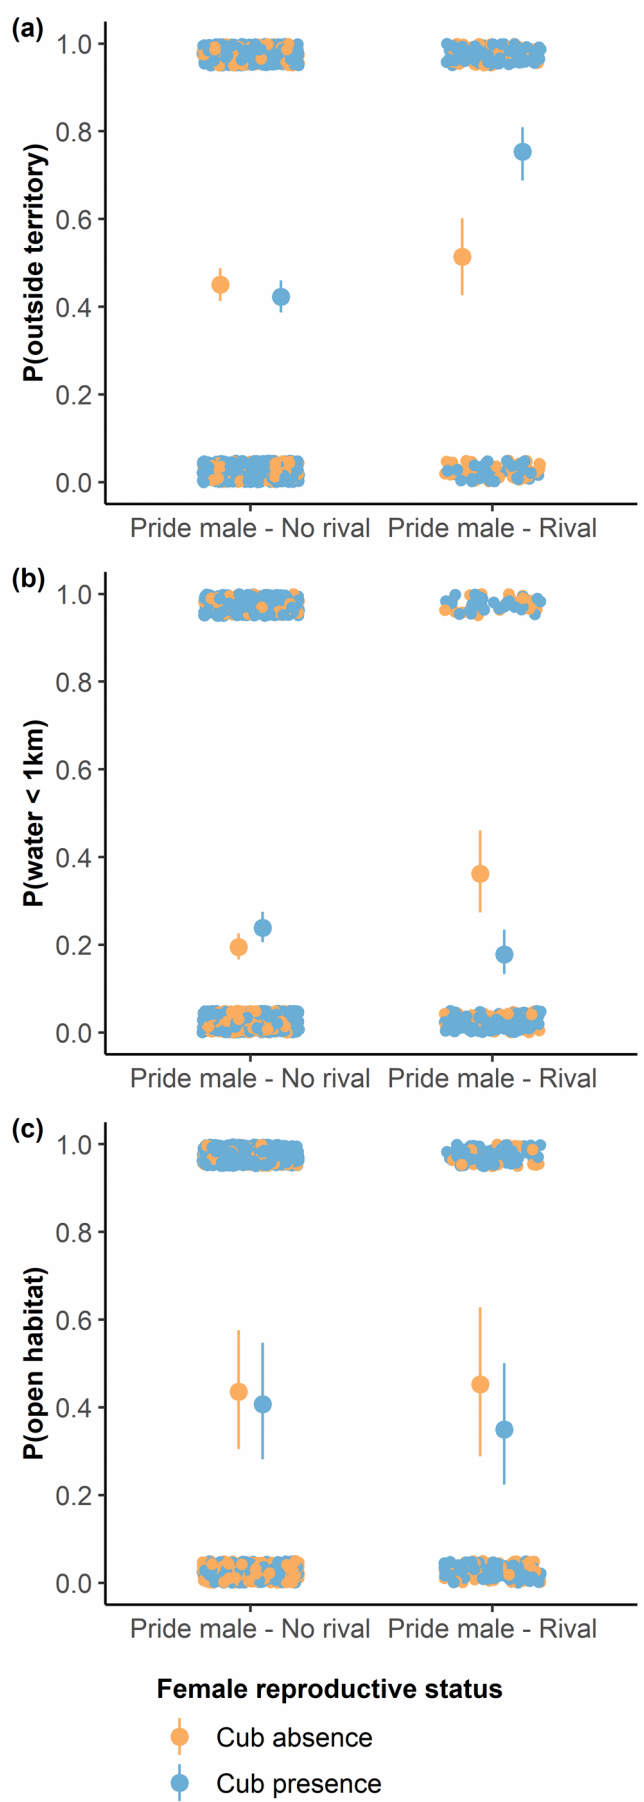 (a)
P(outside territory)
1.0
0.8
0.6
0.4
0.2
0.0
Pride male - No rival
Pride male - Rival
(b)
P(water < 1km)
1.0
0.8
0.6
0.4
0.2
0.0
Pride male - No rival
Pride male - Rival
(c)
P(open habitat)
1.0
0.8
0.6
0.4
0.2
0.0
Pride male - No rival
Pride male - Rival
Female reproductive status
Cub absence
Cub presence